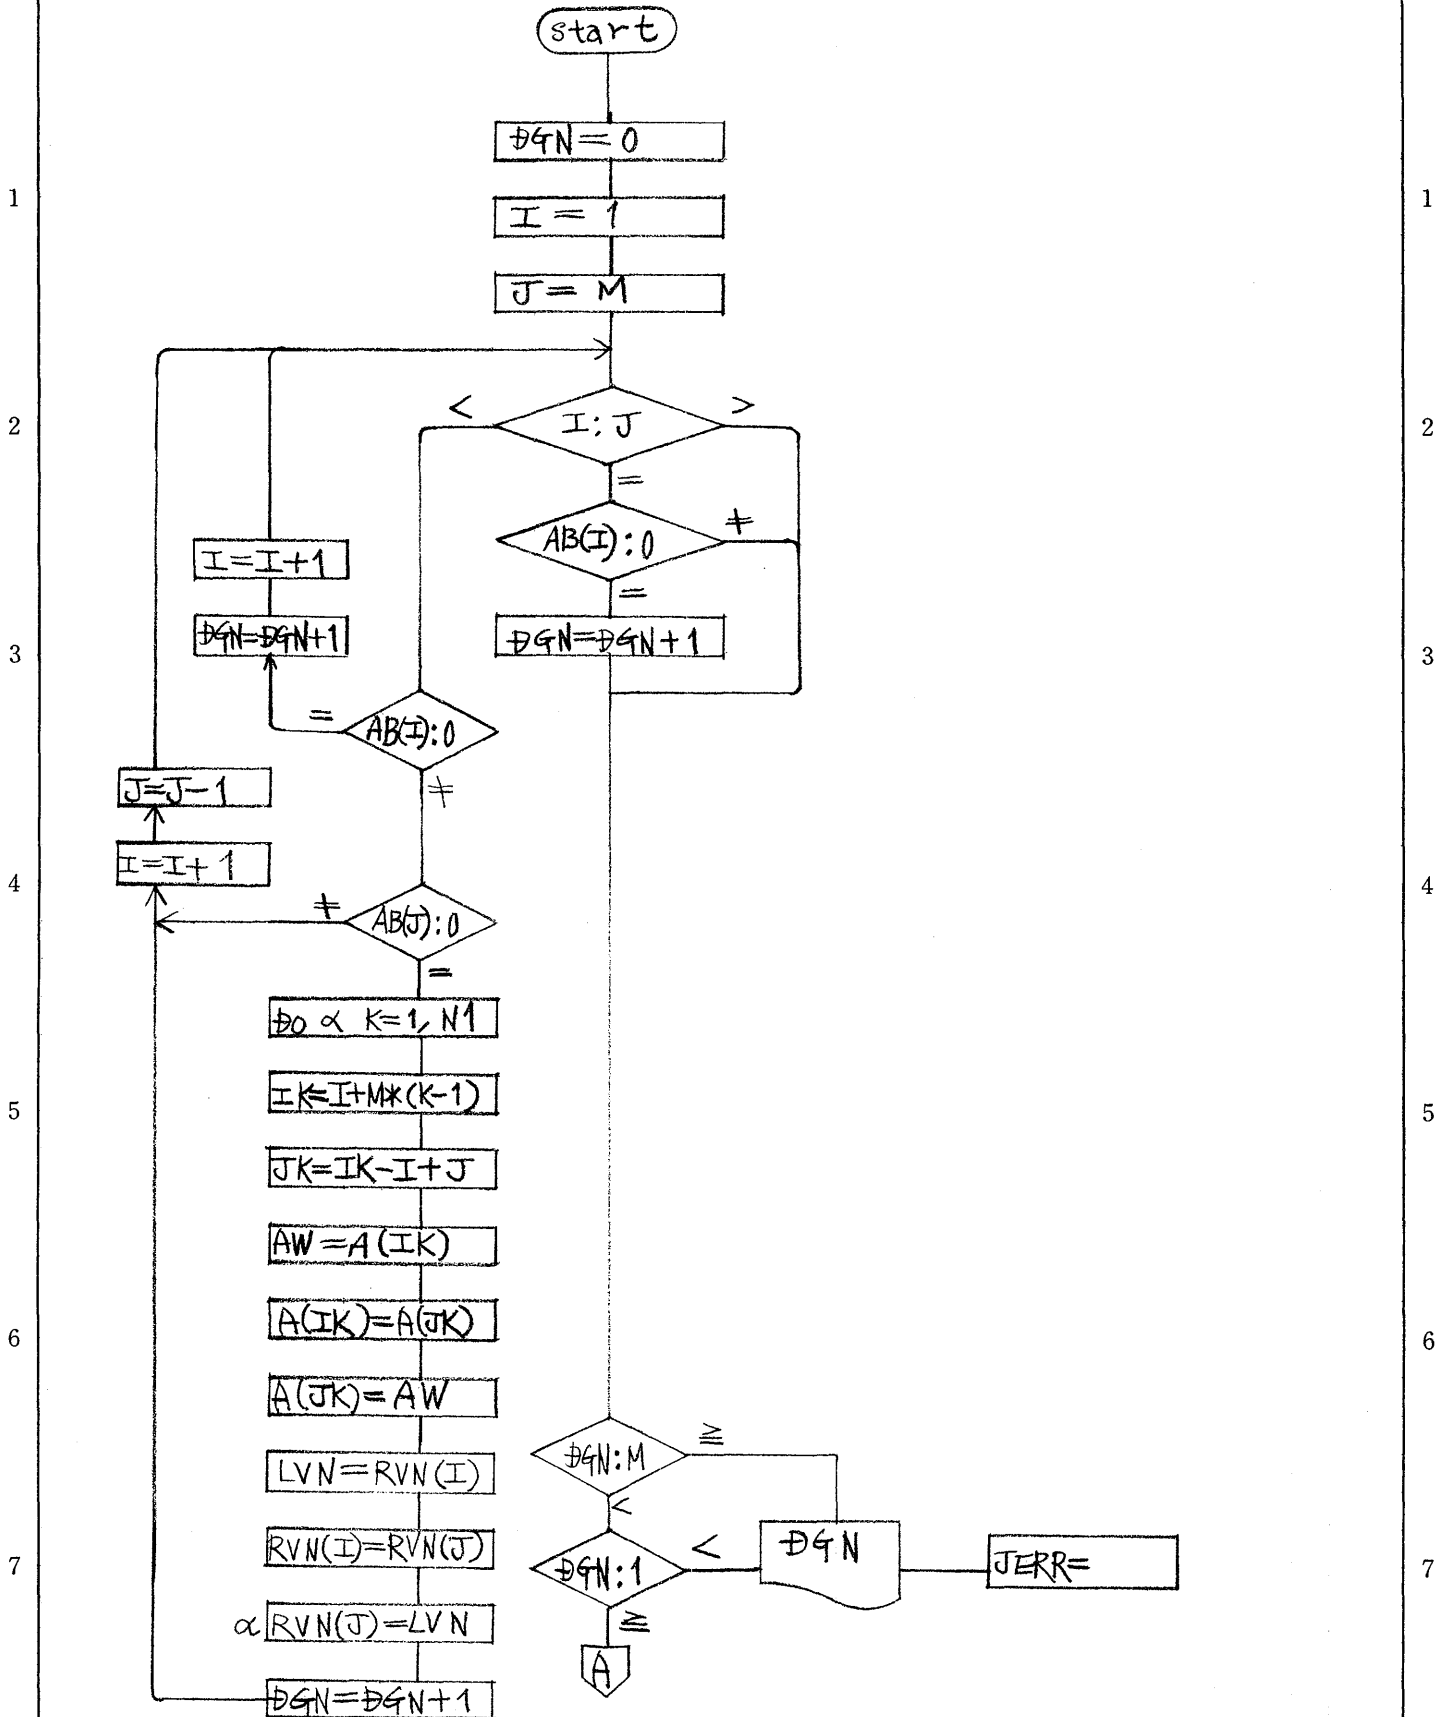 start
DGN=0
1
I=1
1
J=M
<
>
2
I:J
2
=
AB(I):0
≠
I=I+1
=
DGN=DGN+1
DGN=DGN+1
3
3
=
AB(I):0
J=J-1
≠
I=I+1
4
4
≠
AB(J):0
=
DO ∝ K=1, N1
IK=I+M*(K-1)
5
5
JK=IK-I+J
AW=A(IK)
A(IK)=A(JK)
6
6
A(JK)=AW
DGN:M
≧
LVN=RVN(I)
<
RVN(I)=RVN(J)
<
DGN
7
DGN:1
JERR=
7
∝ RVN(J)=LVN
≧
A
DGN=DGN+1